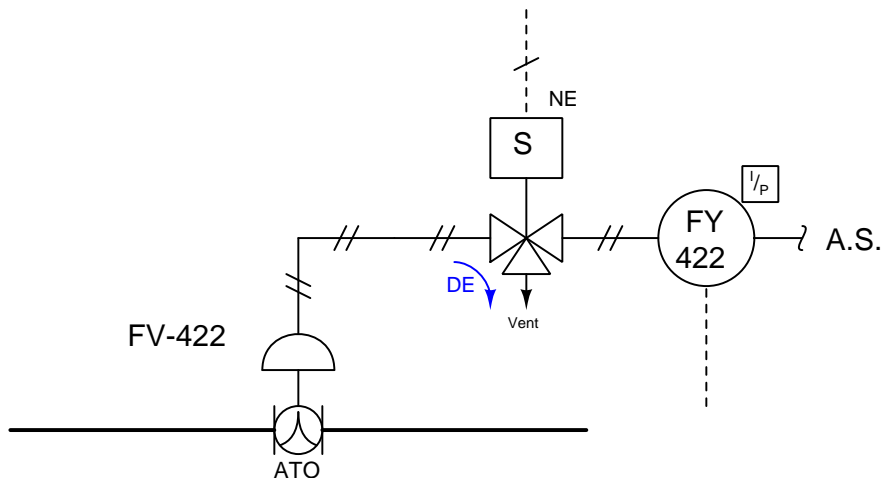 NE
S
I/P
FY
422
A.S.
DE
Vent
FV-422
ATO